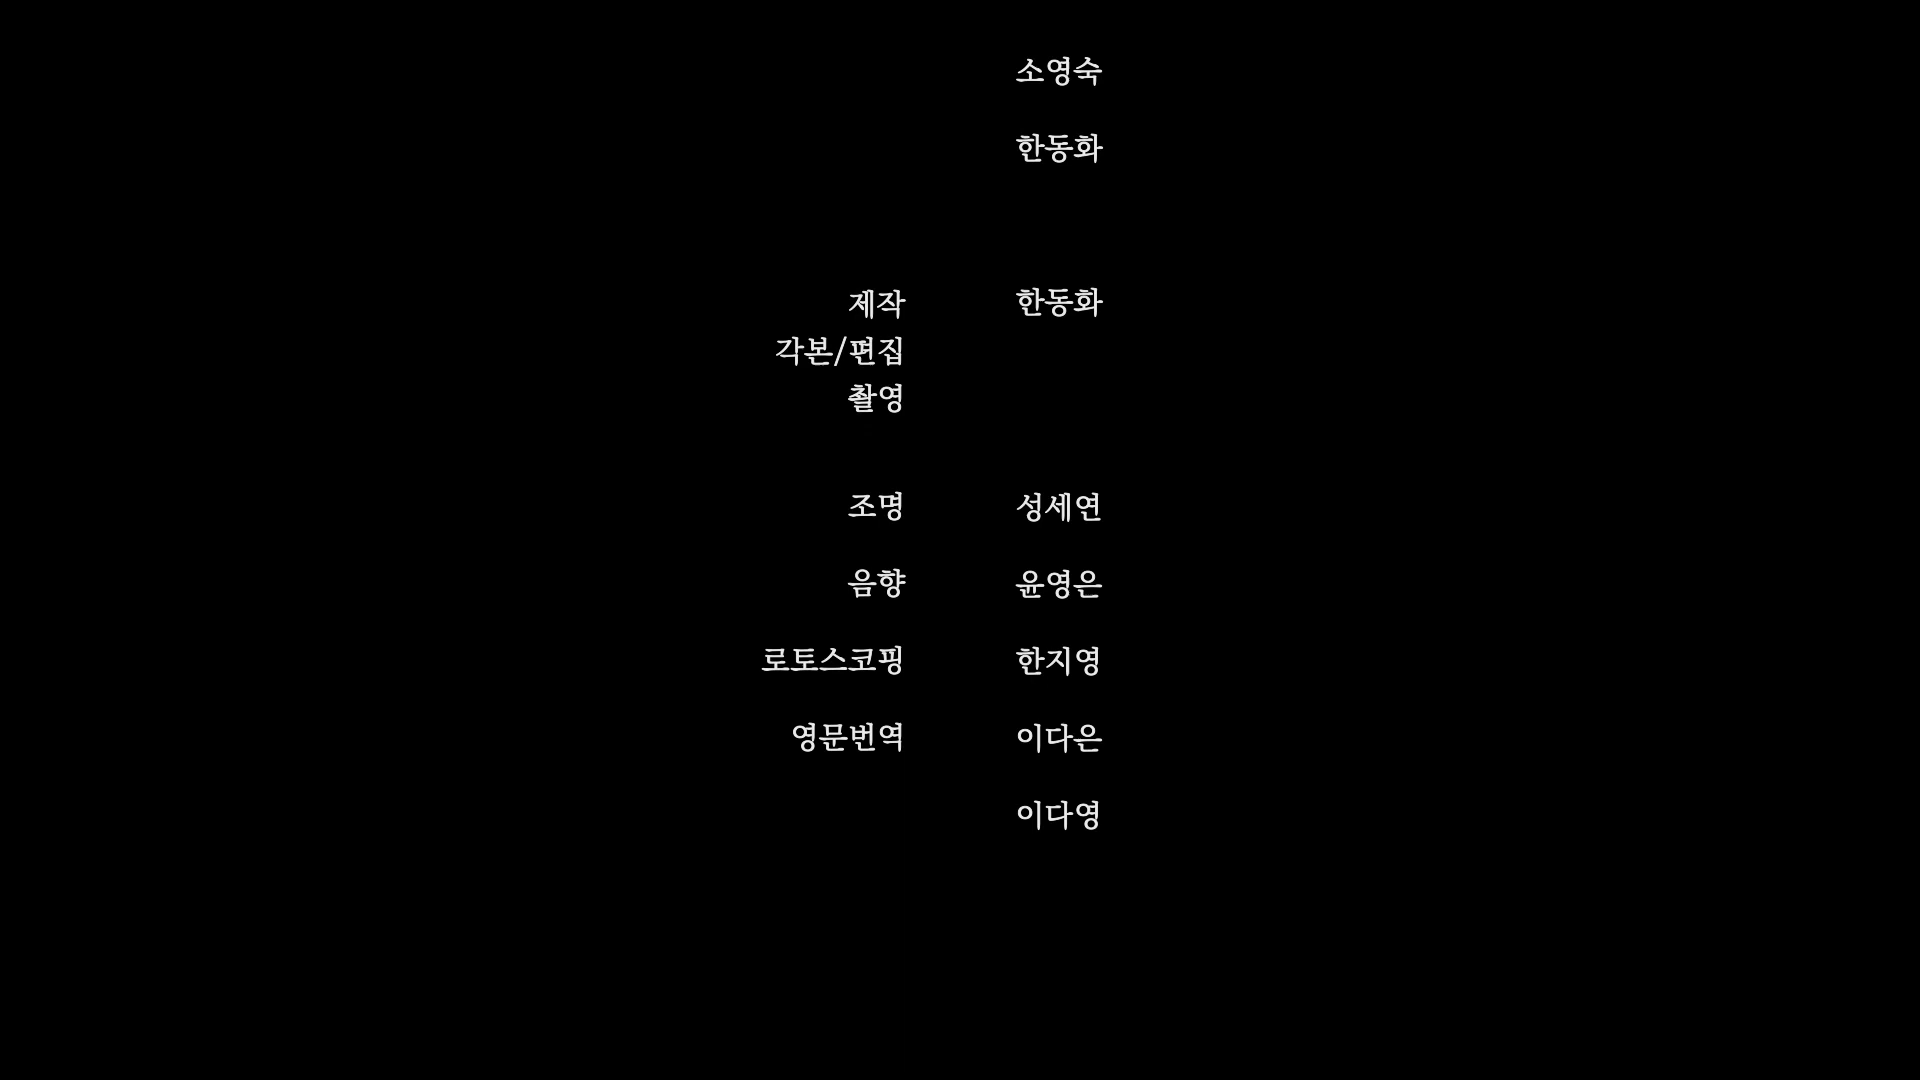 소영숙
한동화
제작 한동화
각본/편집
촬영
조명 성세연
음향 윤영은
로토스코핑 한지영
영문번역 이다은
이다영